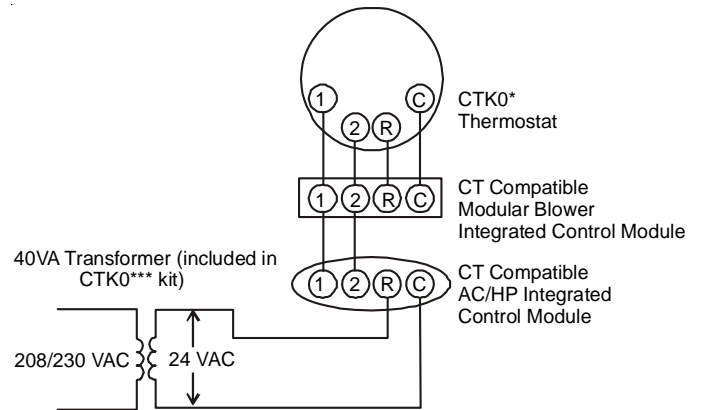 1
C
2
R
CTK0*
Thermostat
1
2
R
C
CT Compatible
Modular Blower
Integrated Control Module
40VA Transformer (included in
CTK0*** kit)
1
2
R
C
CT Compatible
AC/HP Integrated
Control Module
208/230 VAC
24 VAC